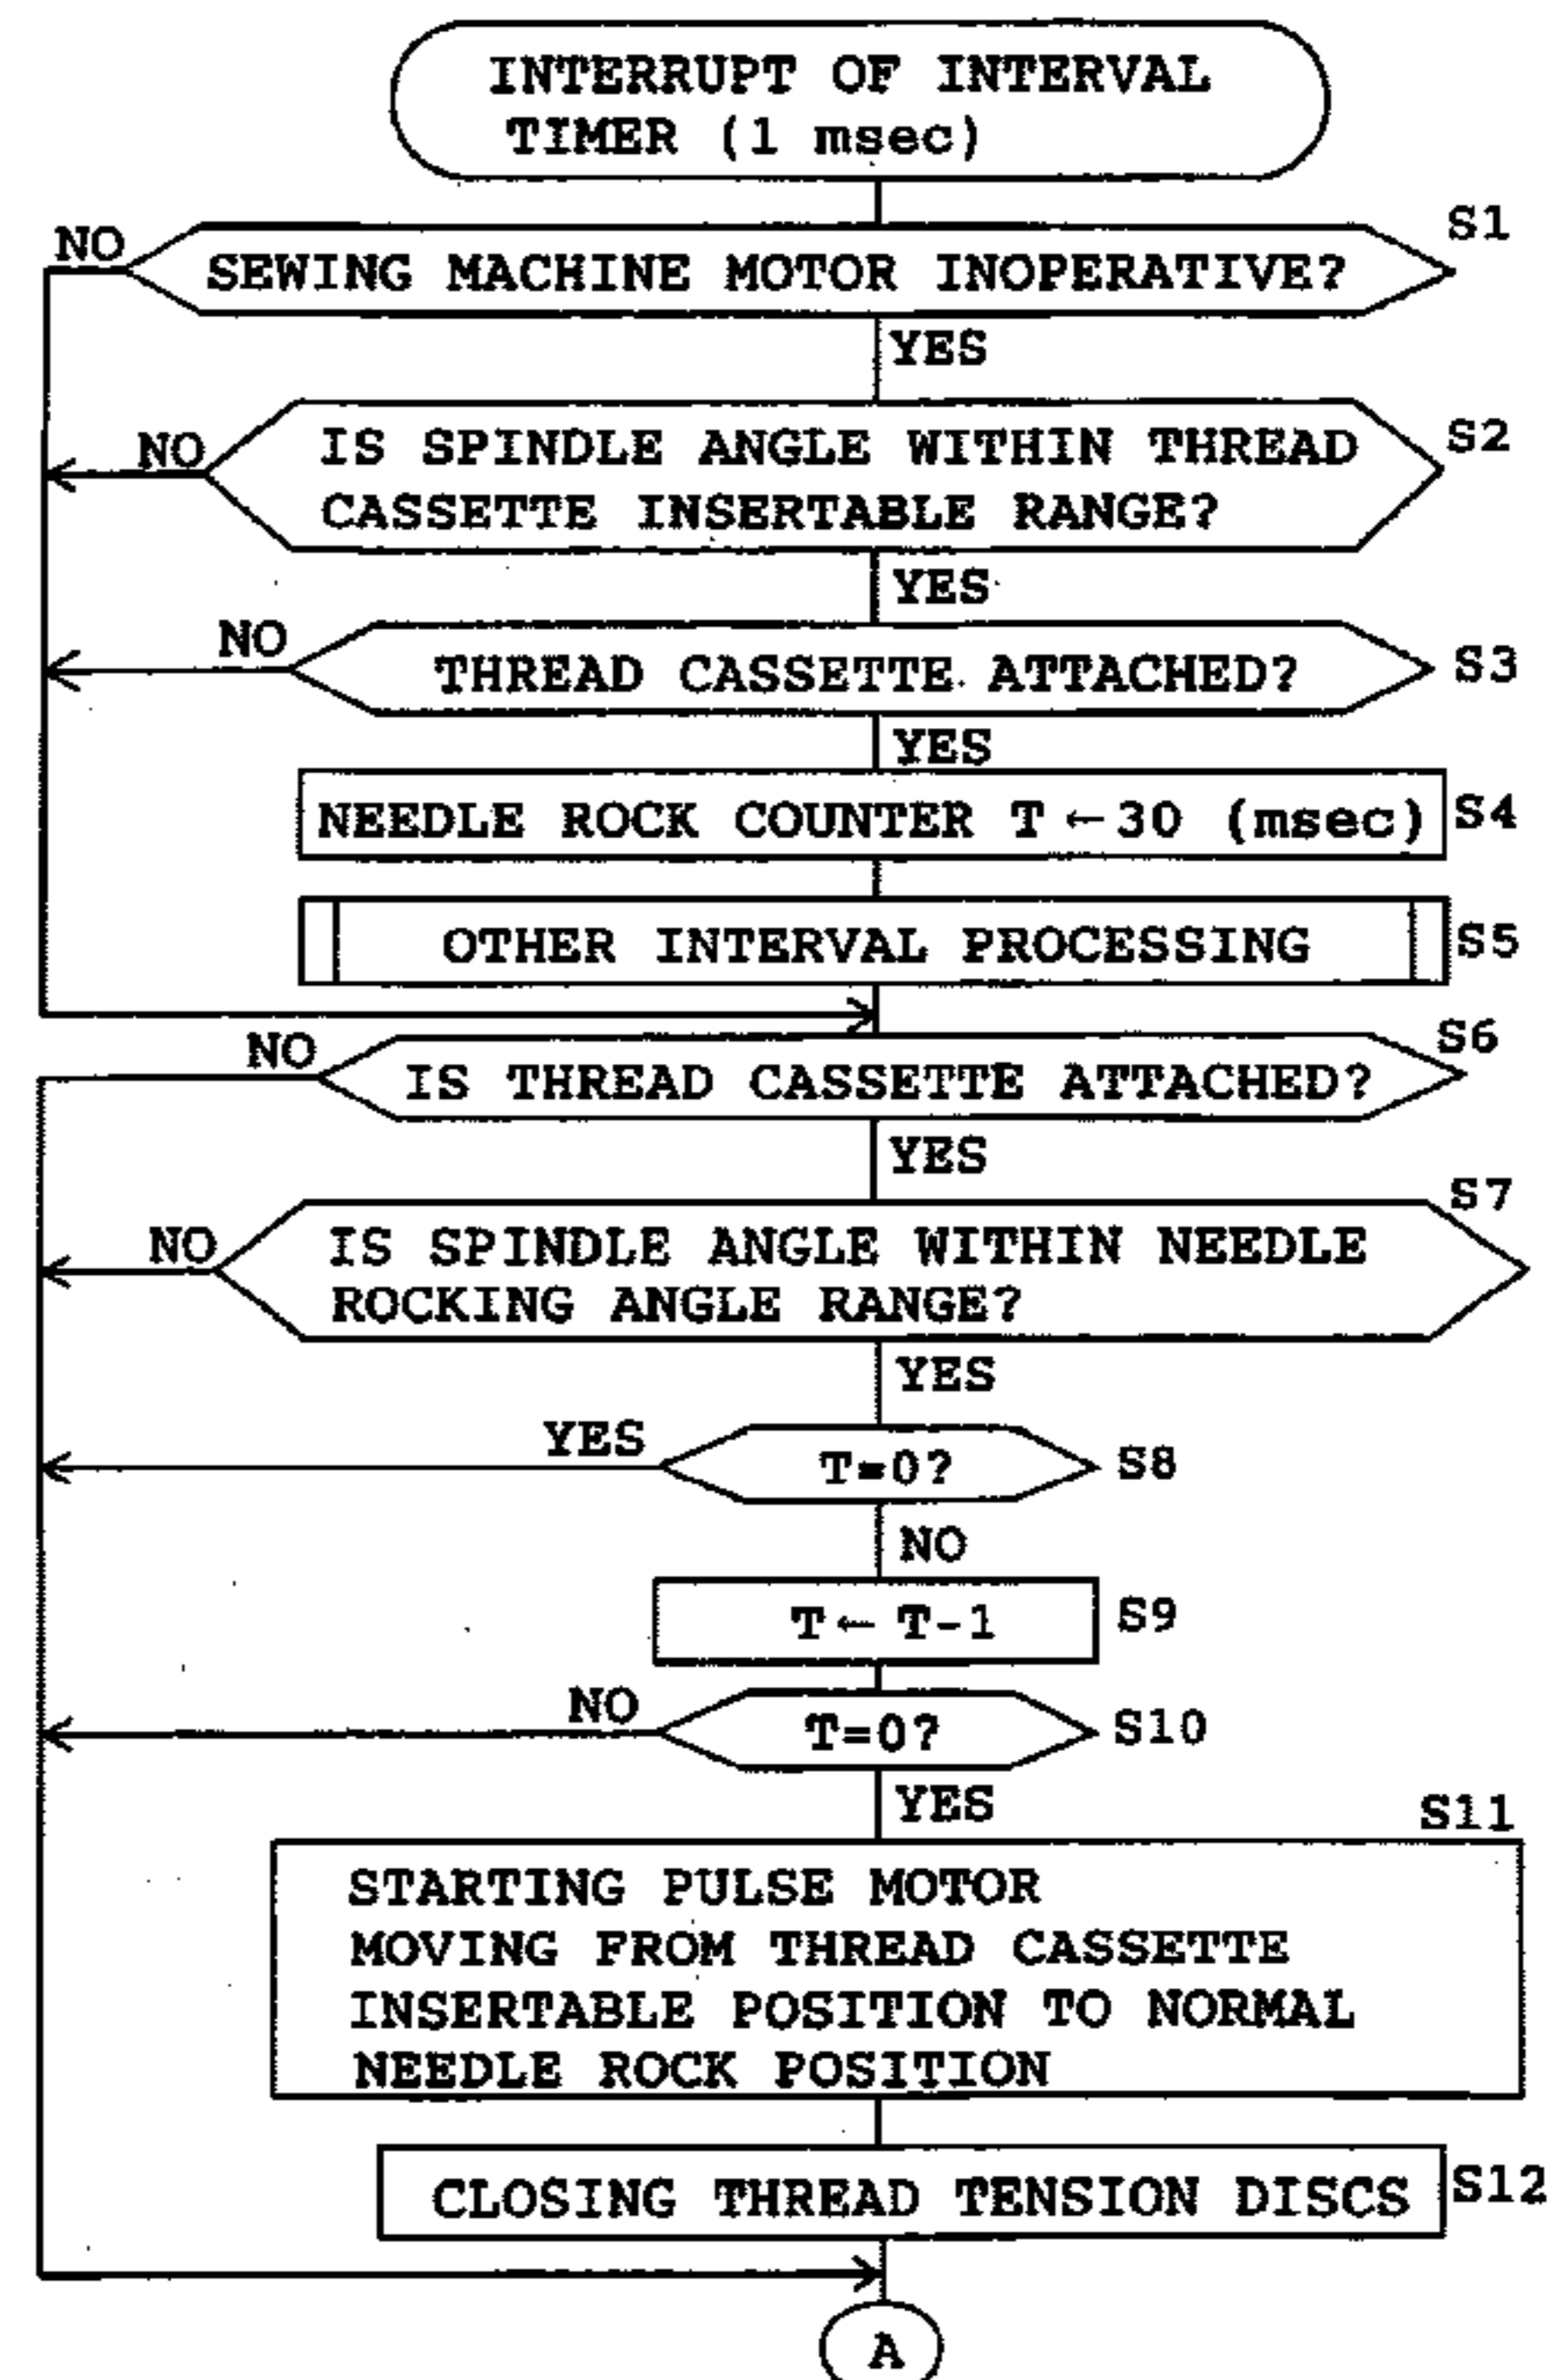 INTERRUPT OF INTERVAL
TIMER (1 msec)
S1
NO
SEWING MACHINE MOTOR INOPERATIVE?
YES
S2
NO
IS SPINDLE ANGLE WITHIN THREAD
CASSETTE INSERTABLE RANGE?
YES
NO
THREAD CASSETTE ATTACHED?
S3
YES
NEEDLE ROCK COUNTER T ← 30 (msec)
S4
OTHER INTERVAL PROCESSING
S5
NO
S6
IS THREAD CASSETTE ATTACHED?
YES
S7
NO
IS SPINDLE ANGLE WITHIN NEEDLE
ROCKING ANGLE RANGE?
YES
YES
T=0?
S8
NO
T ← T-1
S9
NO
T=0?
S10
YES
S11
STARTING PULSE MOTOR
MOVING FROM THREAD CASSETTE
INSERTABLE POSITION TO NORMAL
NEEDLE ROCK POSITION
CLOSING THREAD TENSION DISCS
S12
A